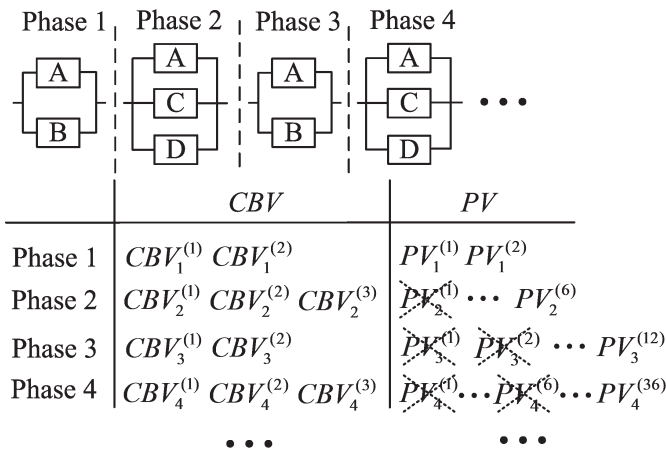 Phase 1 Phase 2 Phase 3 Phase 4
A A A A
C C
B D B D
...
CBV PV
Phase 1 CBV₁⁽¹⁾ CBV₁⁽²⁾ PV₁⁽¹⁾ PV₁⁽²⁾
Phase 2 CBV₂⁽¹⁾ CBV₂⁽²⁾ CBV₂⁽³⁾ PV₂⁽¹⁾ ... PV₂⁽⁶⁾
Phase 3 CBV₃⁽¹⁾ CBV₃⁽²⁾ PV₃⁽¹⁾ PV₃⁽²⁾ ... PV₃⁽¹²⁾
Phase 4 CBV₄⁽¹⁾ CBV₄⁽²⁾ CBV₄⁽³⁾ PV₄⁽¹⁾ ... PV₄⁽⁶⁾ ... PV₄⁽³⁶⁾
... ...